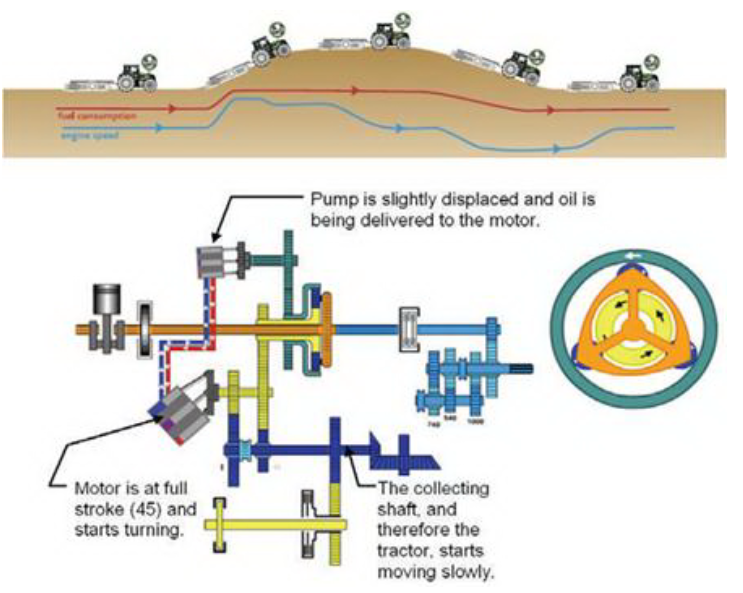 fuel consumption
engine speed
Pump is slightly displaced and oil is
being delivered to the motor.
740
540
1000
Motor is at full
stroke (45) and
starts turning.
The collecting
shaft, and
therefore the
tractor, starts
moving slowly.